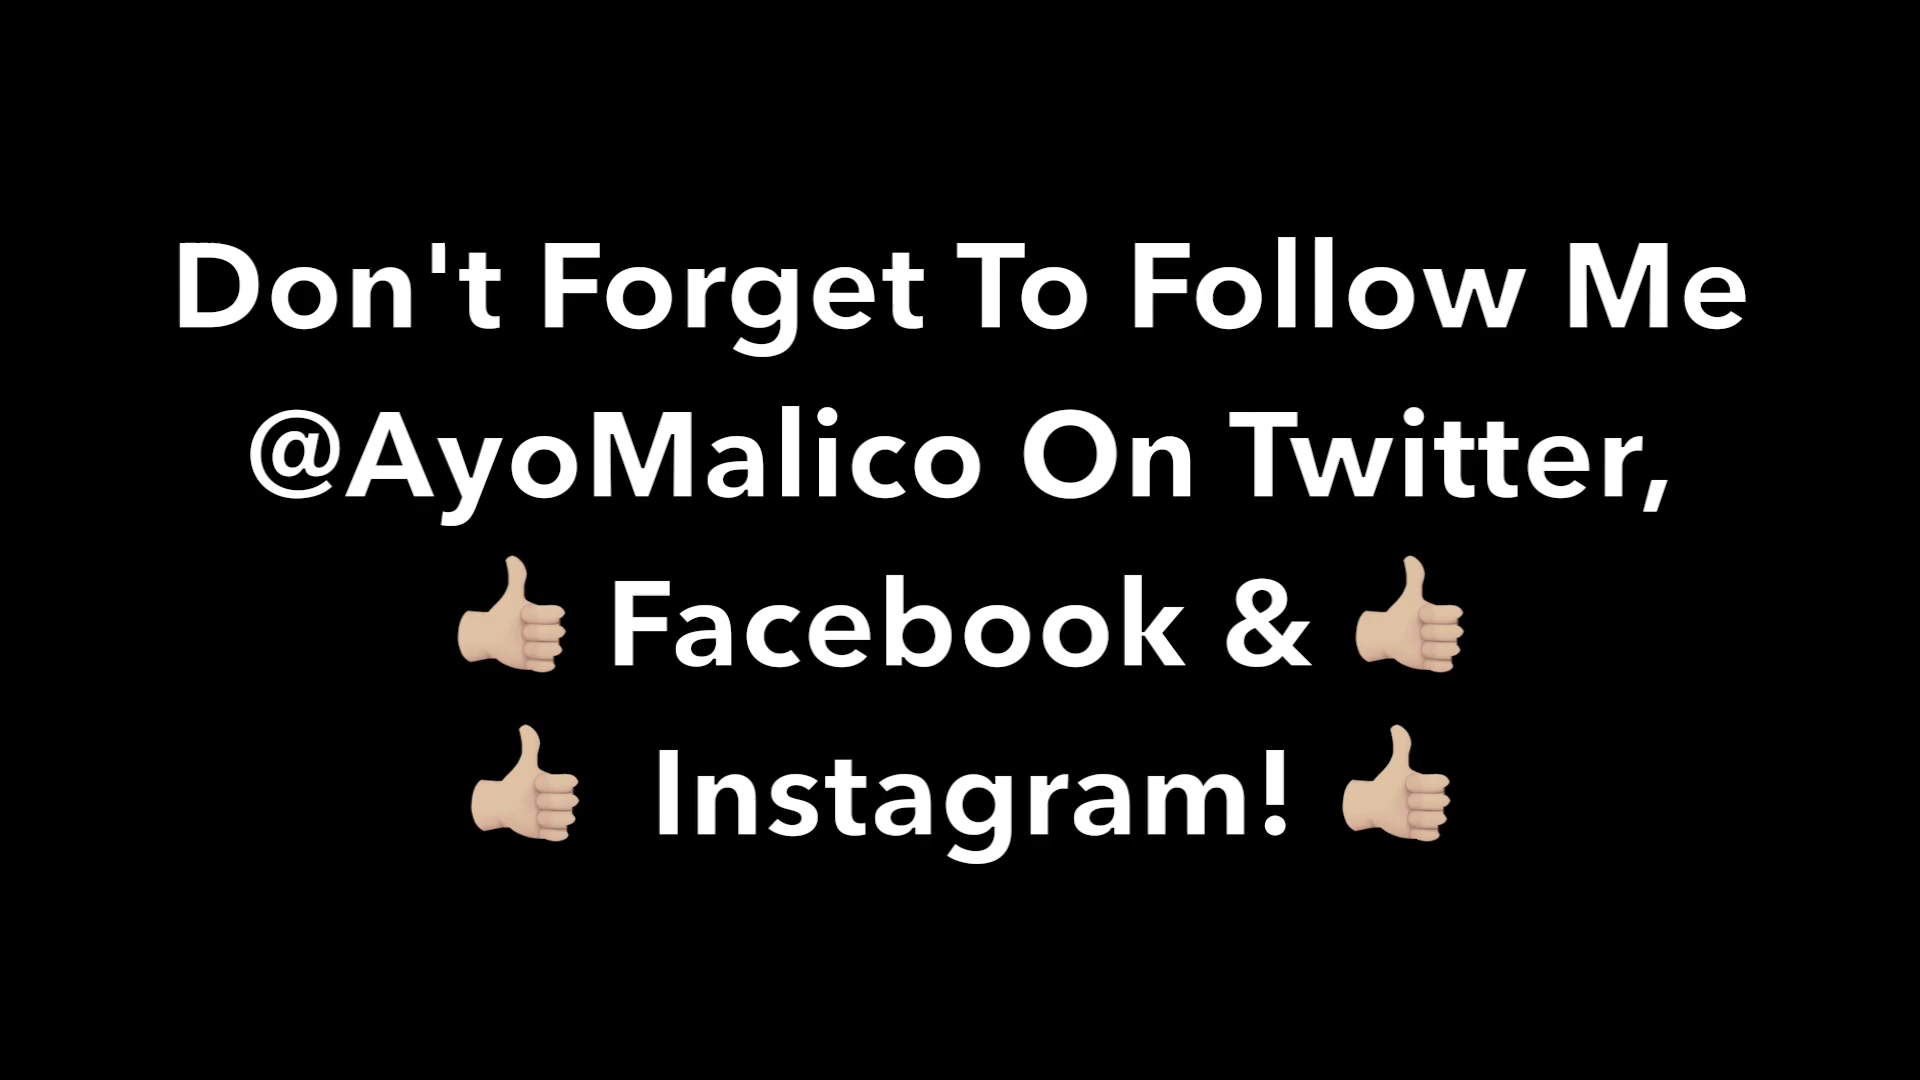 Don't Forget To Follow Me
@AyoMalico On Twitter,
👍🏼 Facebook & 👍🏼
👍🏼 Instagram! 👍🏼